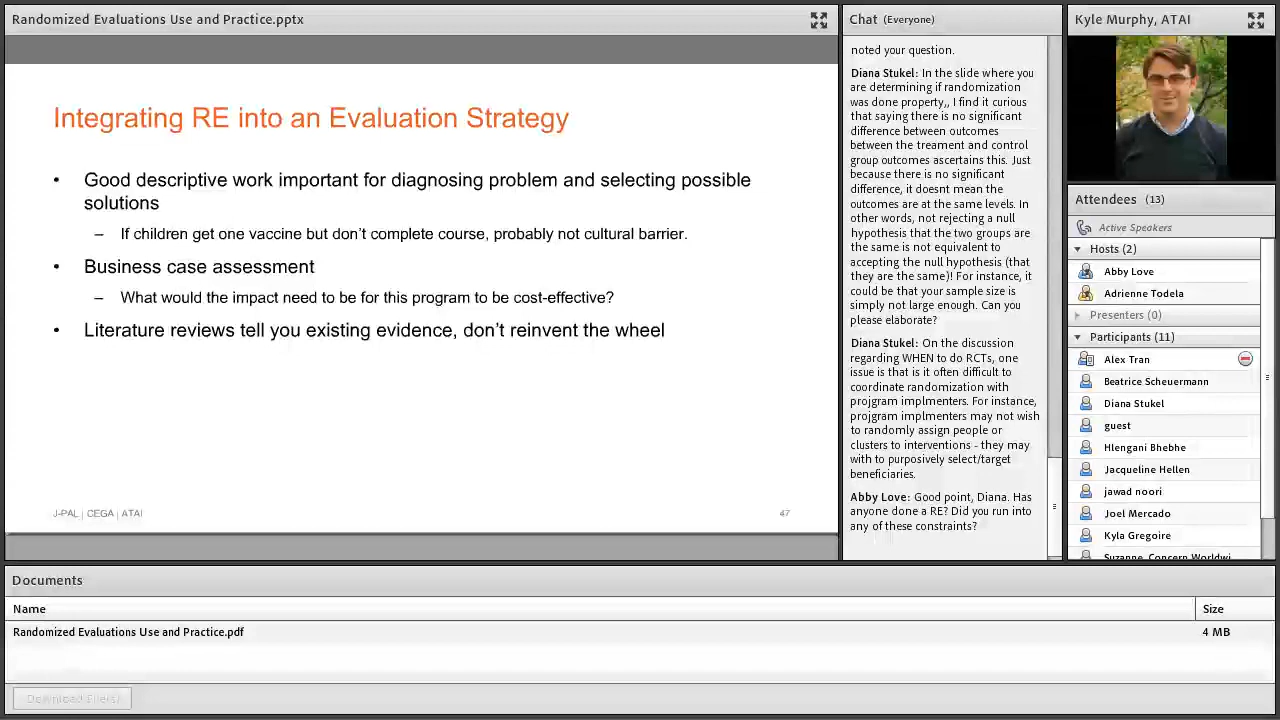 Randomized Evaluations Use and Practice.pptx
Integrating RE into an Evaluation Strategy
• Good descriptive work important for diagnosing problem and selecting possible
solutions
– If children get one vaccine but don't complete course, probably not cultural barrier.
• Business case assessment
– What would the impact need to be for this program to be cost-effective?
• Literature reviews tell you existing evidence, don't reinvent the wheel
J-PAL | CEGA | ATAI
47
Chat (Everyone)
noted your question.
Diana Stukel: In the slide where you
are determining if randomization
was done property,, I find it curious
that saying there is no significant
difference between outcomes
between the treament and control
group outcomes ascertains this. Just
because there is no significant
difference, it doesnt mean the
outcomes are at the same levels. In
other words, not rejecting a null
hypothesis that the two groups are
the same is not equivalent to
accepting the null hypothesis (that
they are the same)! For instance, it
could be that your sample size is
simply not large enough. Can you
please elaborate?
Diana Stukel: On the discussion
regarding WHEN to do RCTs, one
issue is that is it often difficult to
coordinate randomization with
projgram implmenters. For instance,
projgram implmenters may not wish
to randomly assign people or
clusters to interventions - they may
with to purposively select/target
beneficiaries.
Abby Love: Good point, Diana. Has
anyone done a RE? Did you run into
any of these constraints?
Kyle Murphy, ATAI
Attendees (13)
Active Speakers
Hosts (2)
Abby Love
Adrienne Todela
Presenters (0)
Participants (11)
Alex Tran
Beatrice Scheuermann
Diana Stukel
guest
Hlengani Bhebhe
Jacqueline Hellen
jawad noori
Joel Mercado
Kyla Gregoire
Suzanne, Concern Worldwi
Documents
Name
Size
Randomized Evaluations Use and Practice.pdf
4 MB
Download File(s)